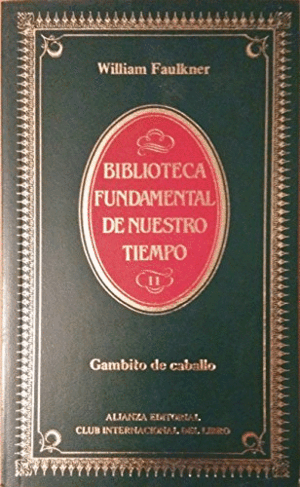 William Faulkner
BIBLIOTECA
FUNDAMENTAL
DE NUESTRO
TIEMPO
11
Gambito de caballo
ALIANZA EDITORIAL
CLUB INTERNACIONAL DEL LIBRO